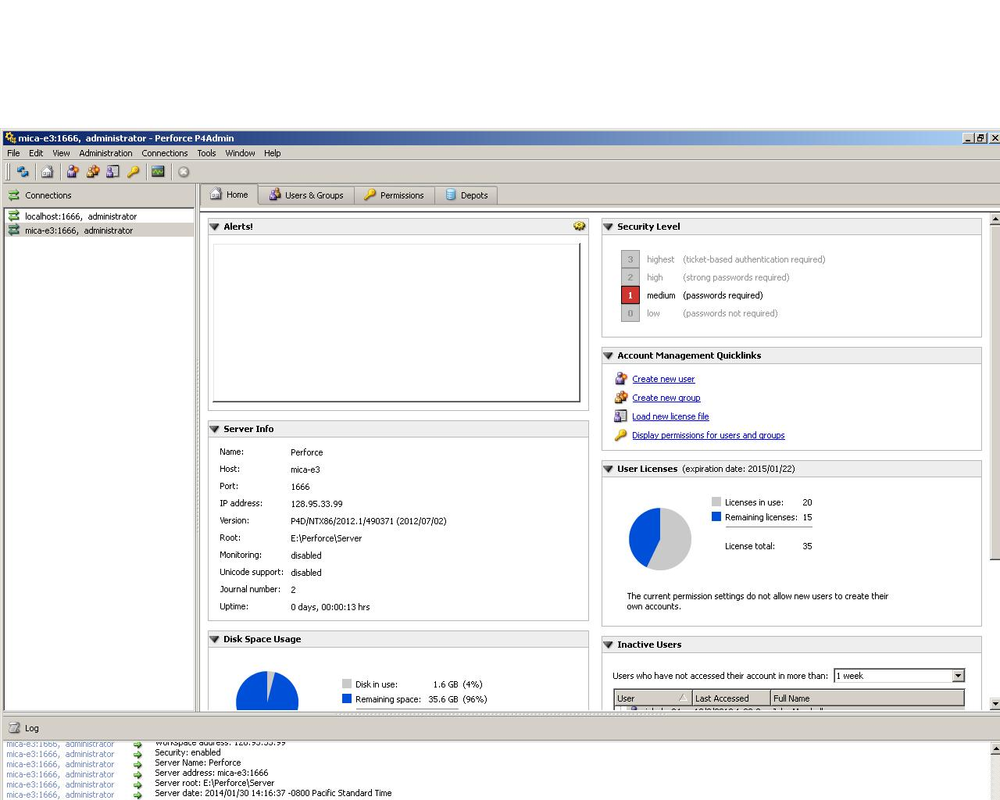 mica-e3:1666,  administrator - Perforce P4Admin
File Edit View Administration Connections Tools Window Help
Connections
localhost:1666,  administrator
mica-e3:1666,  administrator
Home Users & Groups Permissions Depots
Alerts!
Server Info
Name: Perforce
Host: mica-e3
Port: 1666
IP address: 128.95.33.99
Version: P4D/NTX86/2012.1/490371 (2012/07/02)
Root: E:\Perforce\Server
Monitoring: disabled
Unicode support: disabled
Journal number: 2
Uptime: 0 days, 00:00:13 hrs
Disk Space Usage
Disk in use: 1.6 GB (4%)
Remaining space: 35.6 GB (96%)
Security Level
3 highest (ticket-based authentication required)
2 high (strong passwords required)
1 medium (passwords required)
0 low (passwords not required)
Account Management Quicklinks
Create new user
Create new group
Load new license file
Display permissions for users and groups
User Licenses (expiration date: 2015/01/22)
Licenses in use: 20
Remaining licenses: 15
License total: 35
The current permission settings do not allow new users to create their
own accounts.
Inactive Users
Users who have not accessed their account in more than: 1 week
User Last Accessed Full Name
Log
mica-e3:1666,  administrator Workspace address: 128.95.33.99
mica-e3:1666,  administrator Security: enabled
mica-e3:1666,  administrator Server Name: Perforce
mica-e3:1666,  administrator Server address: mica-e3:1666
mica-e3:1666,  administrator Server root: E:\Perforce\Server
mica-e3:1666,  administrator Server date: 2014/01/30 14:16:37 -0800 Pacific Standard Time